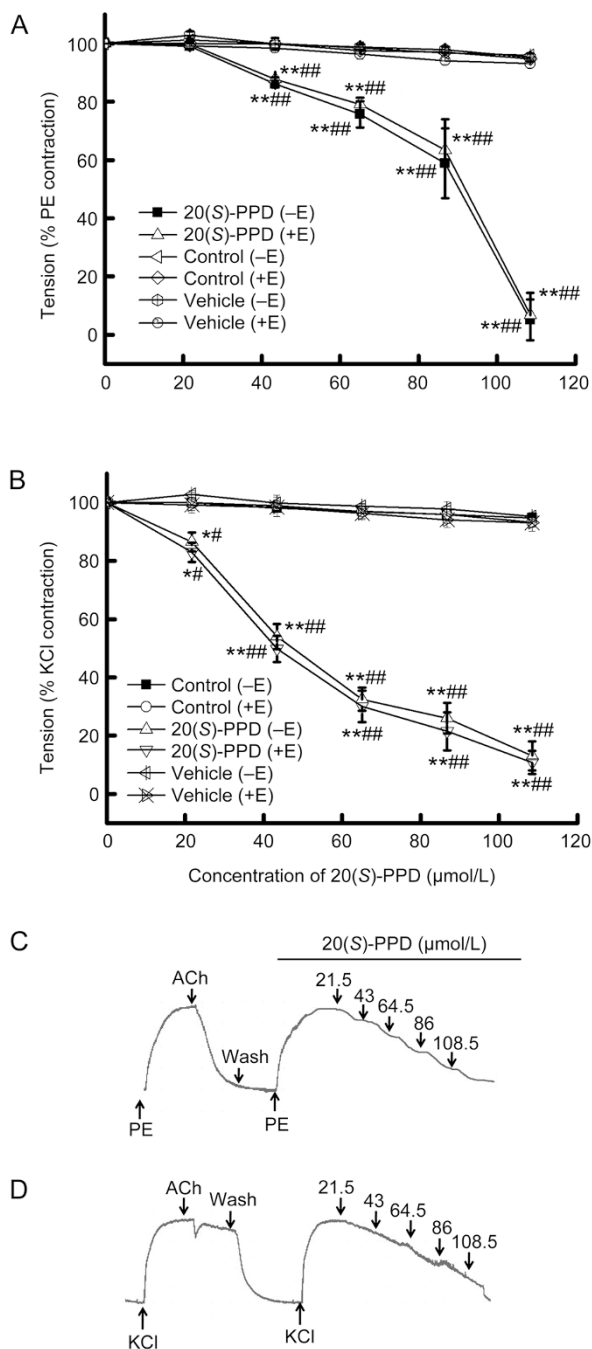 A
Tension (% PE contraction)
100
80
60
40
20
0
**##
**##
**##
**##
**##
**##
**##
**##
20(S)-PPD (–E)
20(S)-PPD (+E)
Control (–E)
Control (+E)
Vehicle (–E)
Vehicle (+E)
0 20 40 60 80 100 120
B
Tension (% KCl contraction)
100
80
60
40
20
0
*#
*#
**##
**##
**##
**##
**##
**##
**##
**##
Control (–E)
Control (+E)
20(S)-PPD (–E)
20(S)-PPD (+E)
Vehicle (–E)
Vehicle (+E)
0 20 40 60 80 100 120
Concentration of 20(S)-PPD (µmol/L)
C
20(S)-PPD (µmol/L)
ACh
21.5
43
64.5
86
108.5
Wash
PE
PE
D
ACh
Wash
21.5
43
64.5
86
108.5
KCl
KCl